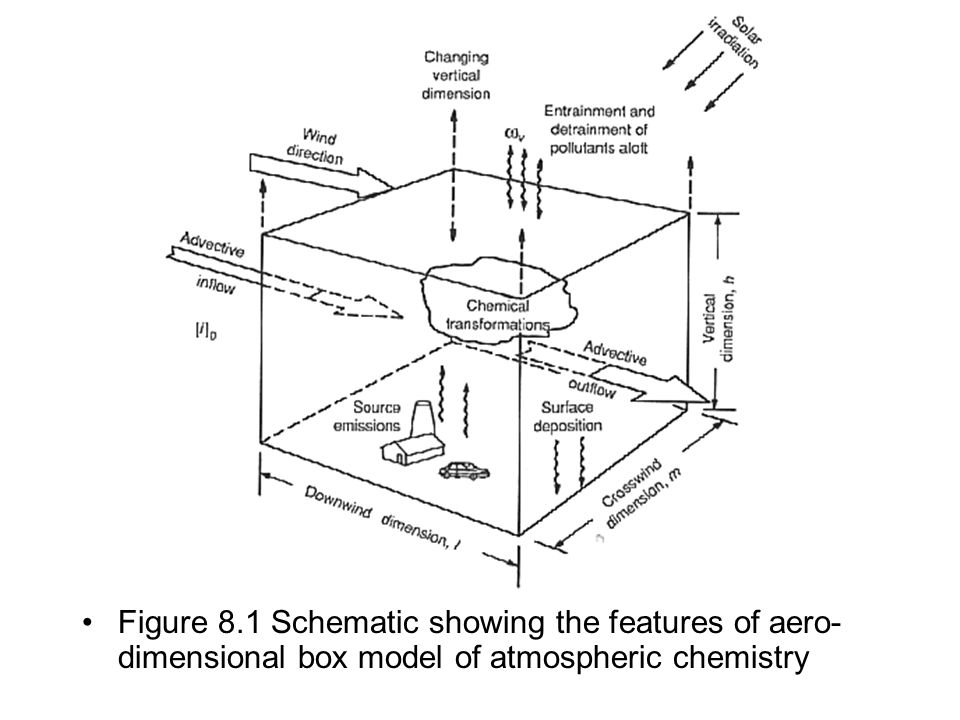 Solar
irradiation
Changing
vertical
dimension
Entrainment and
detrainment of
pollutants aloft
ωv
Wind
direction
Advective
inflow
[i]0
Chemical
transformations
Vertical
dimension, h
Advective
outflow
Source
emissions
Surface
deposition
Crosswind
dimension, m
Downwind dimension, l
• Figure 8.1 Schematic showing the features of aero-
dimensional box model of atmospheric chemistry